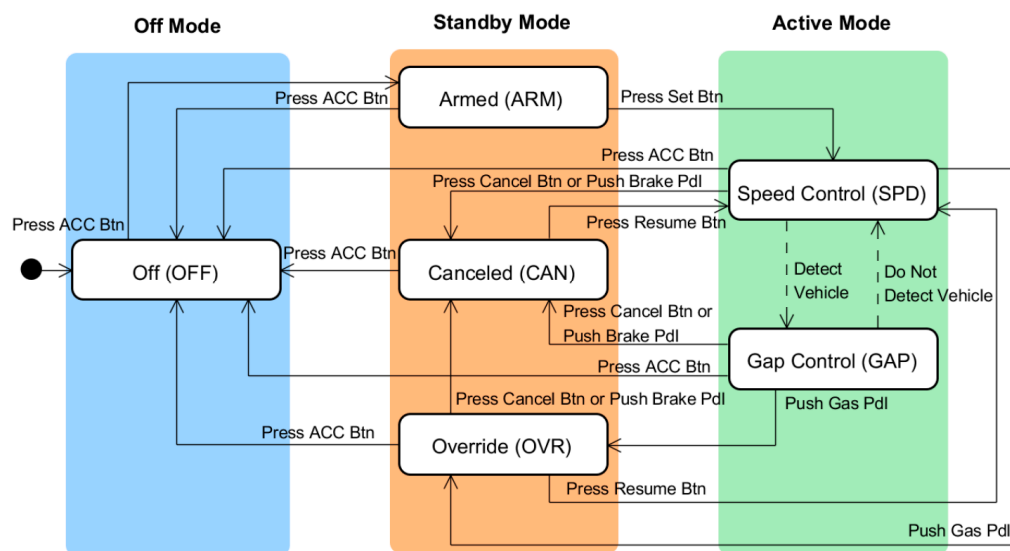 Off Mode
Standby Mode
Active Mode
Armed (ARM)
Press ACC Btn
Press Set Btn
Press ACC Btn
Press Cancel Btn or Push Brake Pdl
Speed Control (SPD)
Press Resume Btn
Press ACC Btn
Off (OFF)
Press ACC Btn
Canceled (CAN)
Detect
Vehicle
Do Not
Detect Vehicle
Press Cancel Btn or
Push Brake Pdl
Gap Control (GAP)
Press ACC Btn
Press Cancel Btn or Push Brake Pdl
Push Gas Pdl
Press ACC Btn
Override (OVR)
Press Resume Btn
Push Gas Pdl